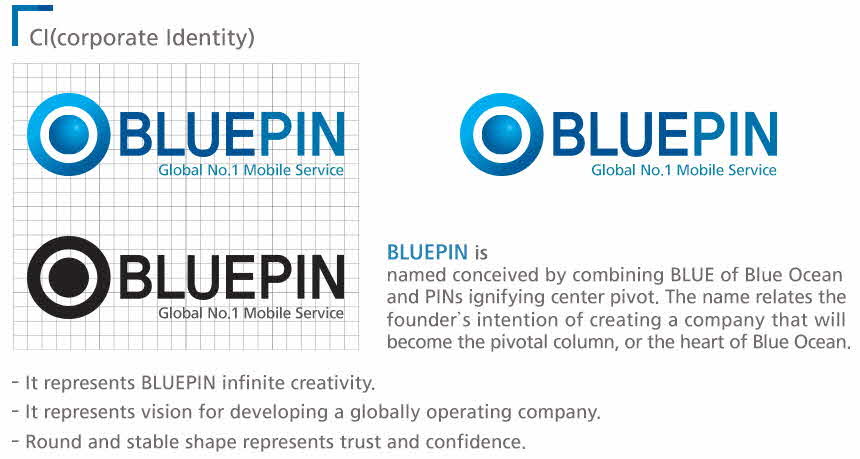 CI(corporate Identity)
BLUEPIN
Global No.1 Mobile Service
BLUEPIN
Global No.1 Mobile Service
BLUEPIN
Global No.1 Mobile Service
BLUEPIN is
named conceived by combining BLUE of Blue Ocean
and PINs ignifying center pivot. The name relates the
founder`s intention of creating a company that will
become the pivotal column, or the heart of Blue Ocean.
- It represents BLUEPIN infinite creativity.
- It represents vision for developing a globally operating company.
- Round and stable shape represents trust and confidence.